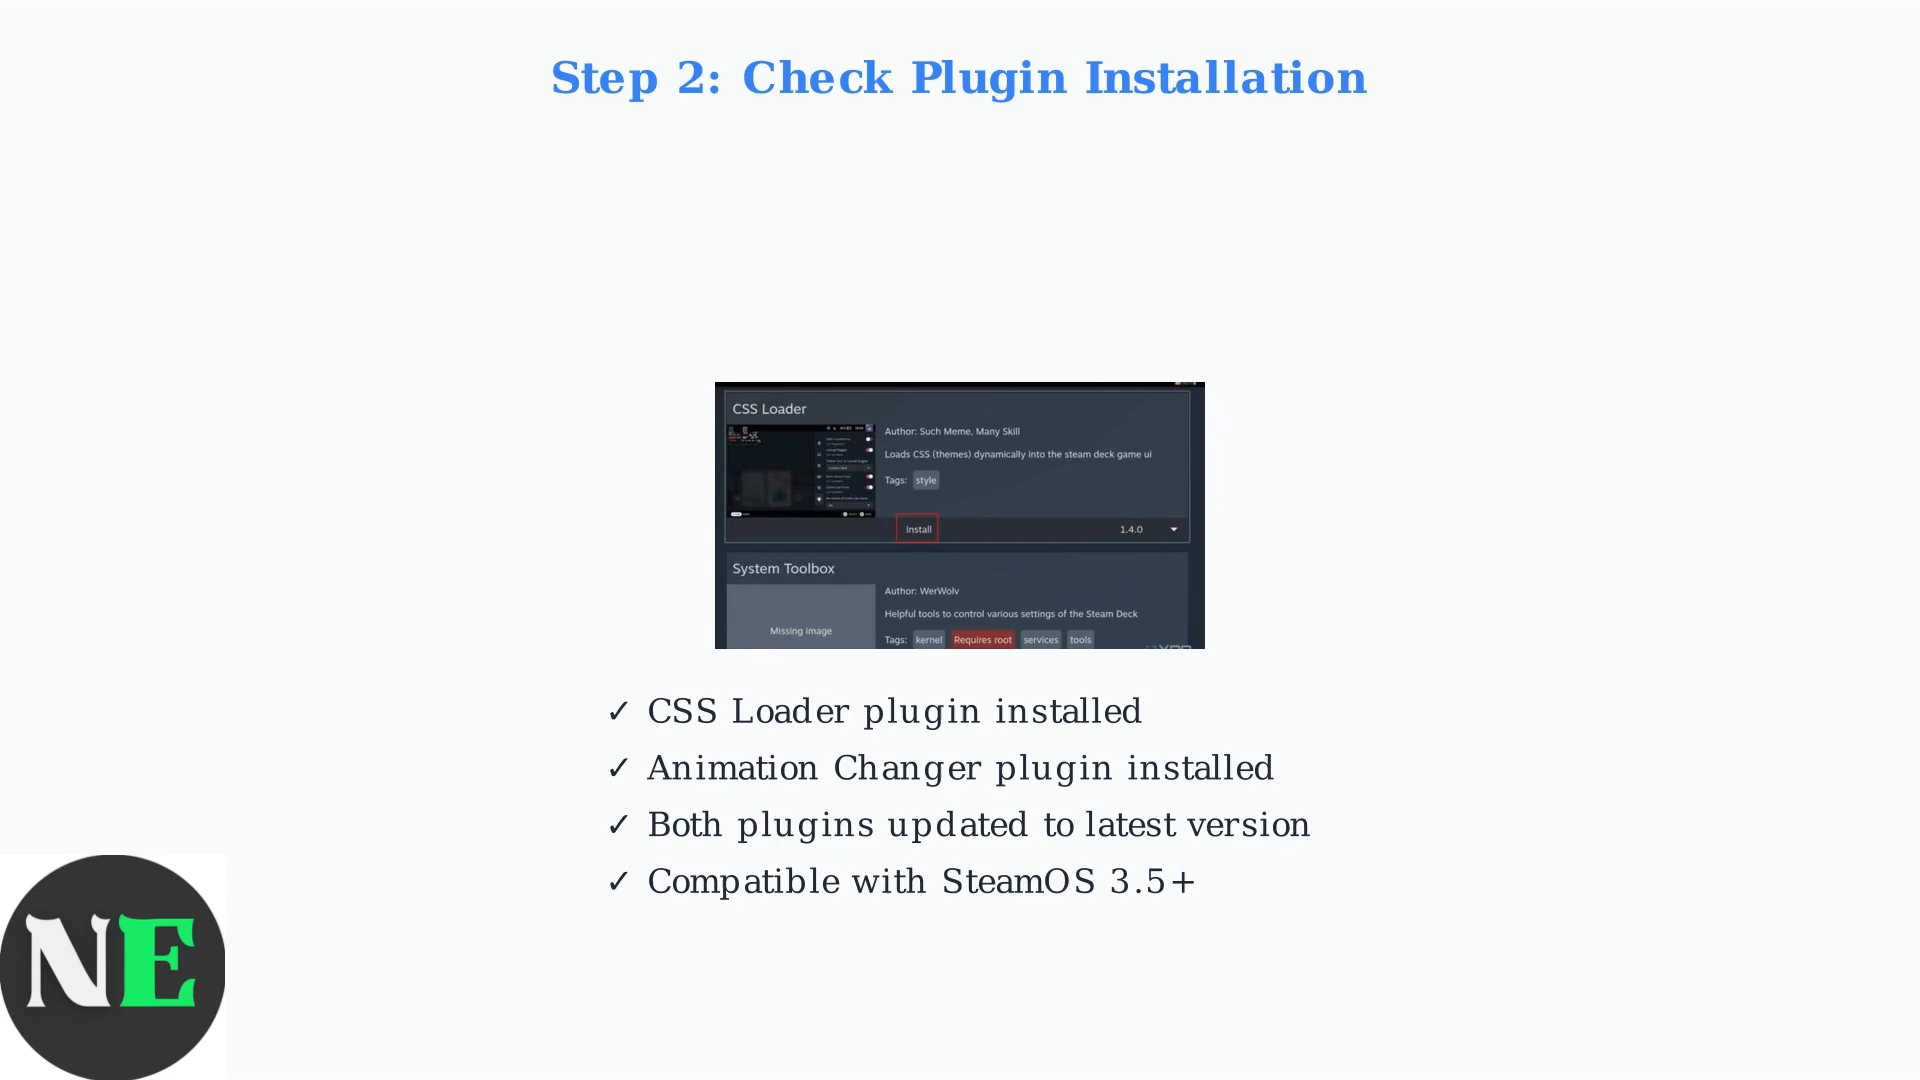 Step 2: Check Plugin Installation
CSS Loader
Author: Such Meme, Many Skill
Loads CSS (themes) dynamically into the steam deck game ui
Tags: style
Install 1.4.0
System Toolbox
Author: WerWolv
Helpful tools to control various settings of the Steam Deck
Missing image
Tags: kernel Requires root services tools
✓ CSS Loader plugin installed
✓ Animation Changer plugin installed
✓ Both plugins updated to latest version
✓ Compatible with SteamOS 3.5+
NE